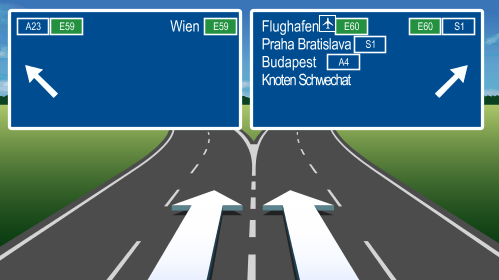 A23 E59 Wien E59
Flughafen E60 E60 S1
Praha Bratislava S1
Budapest A4
Knoten Schwechat